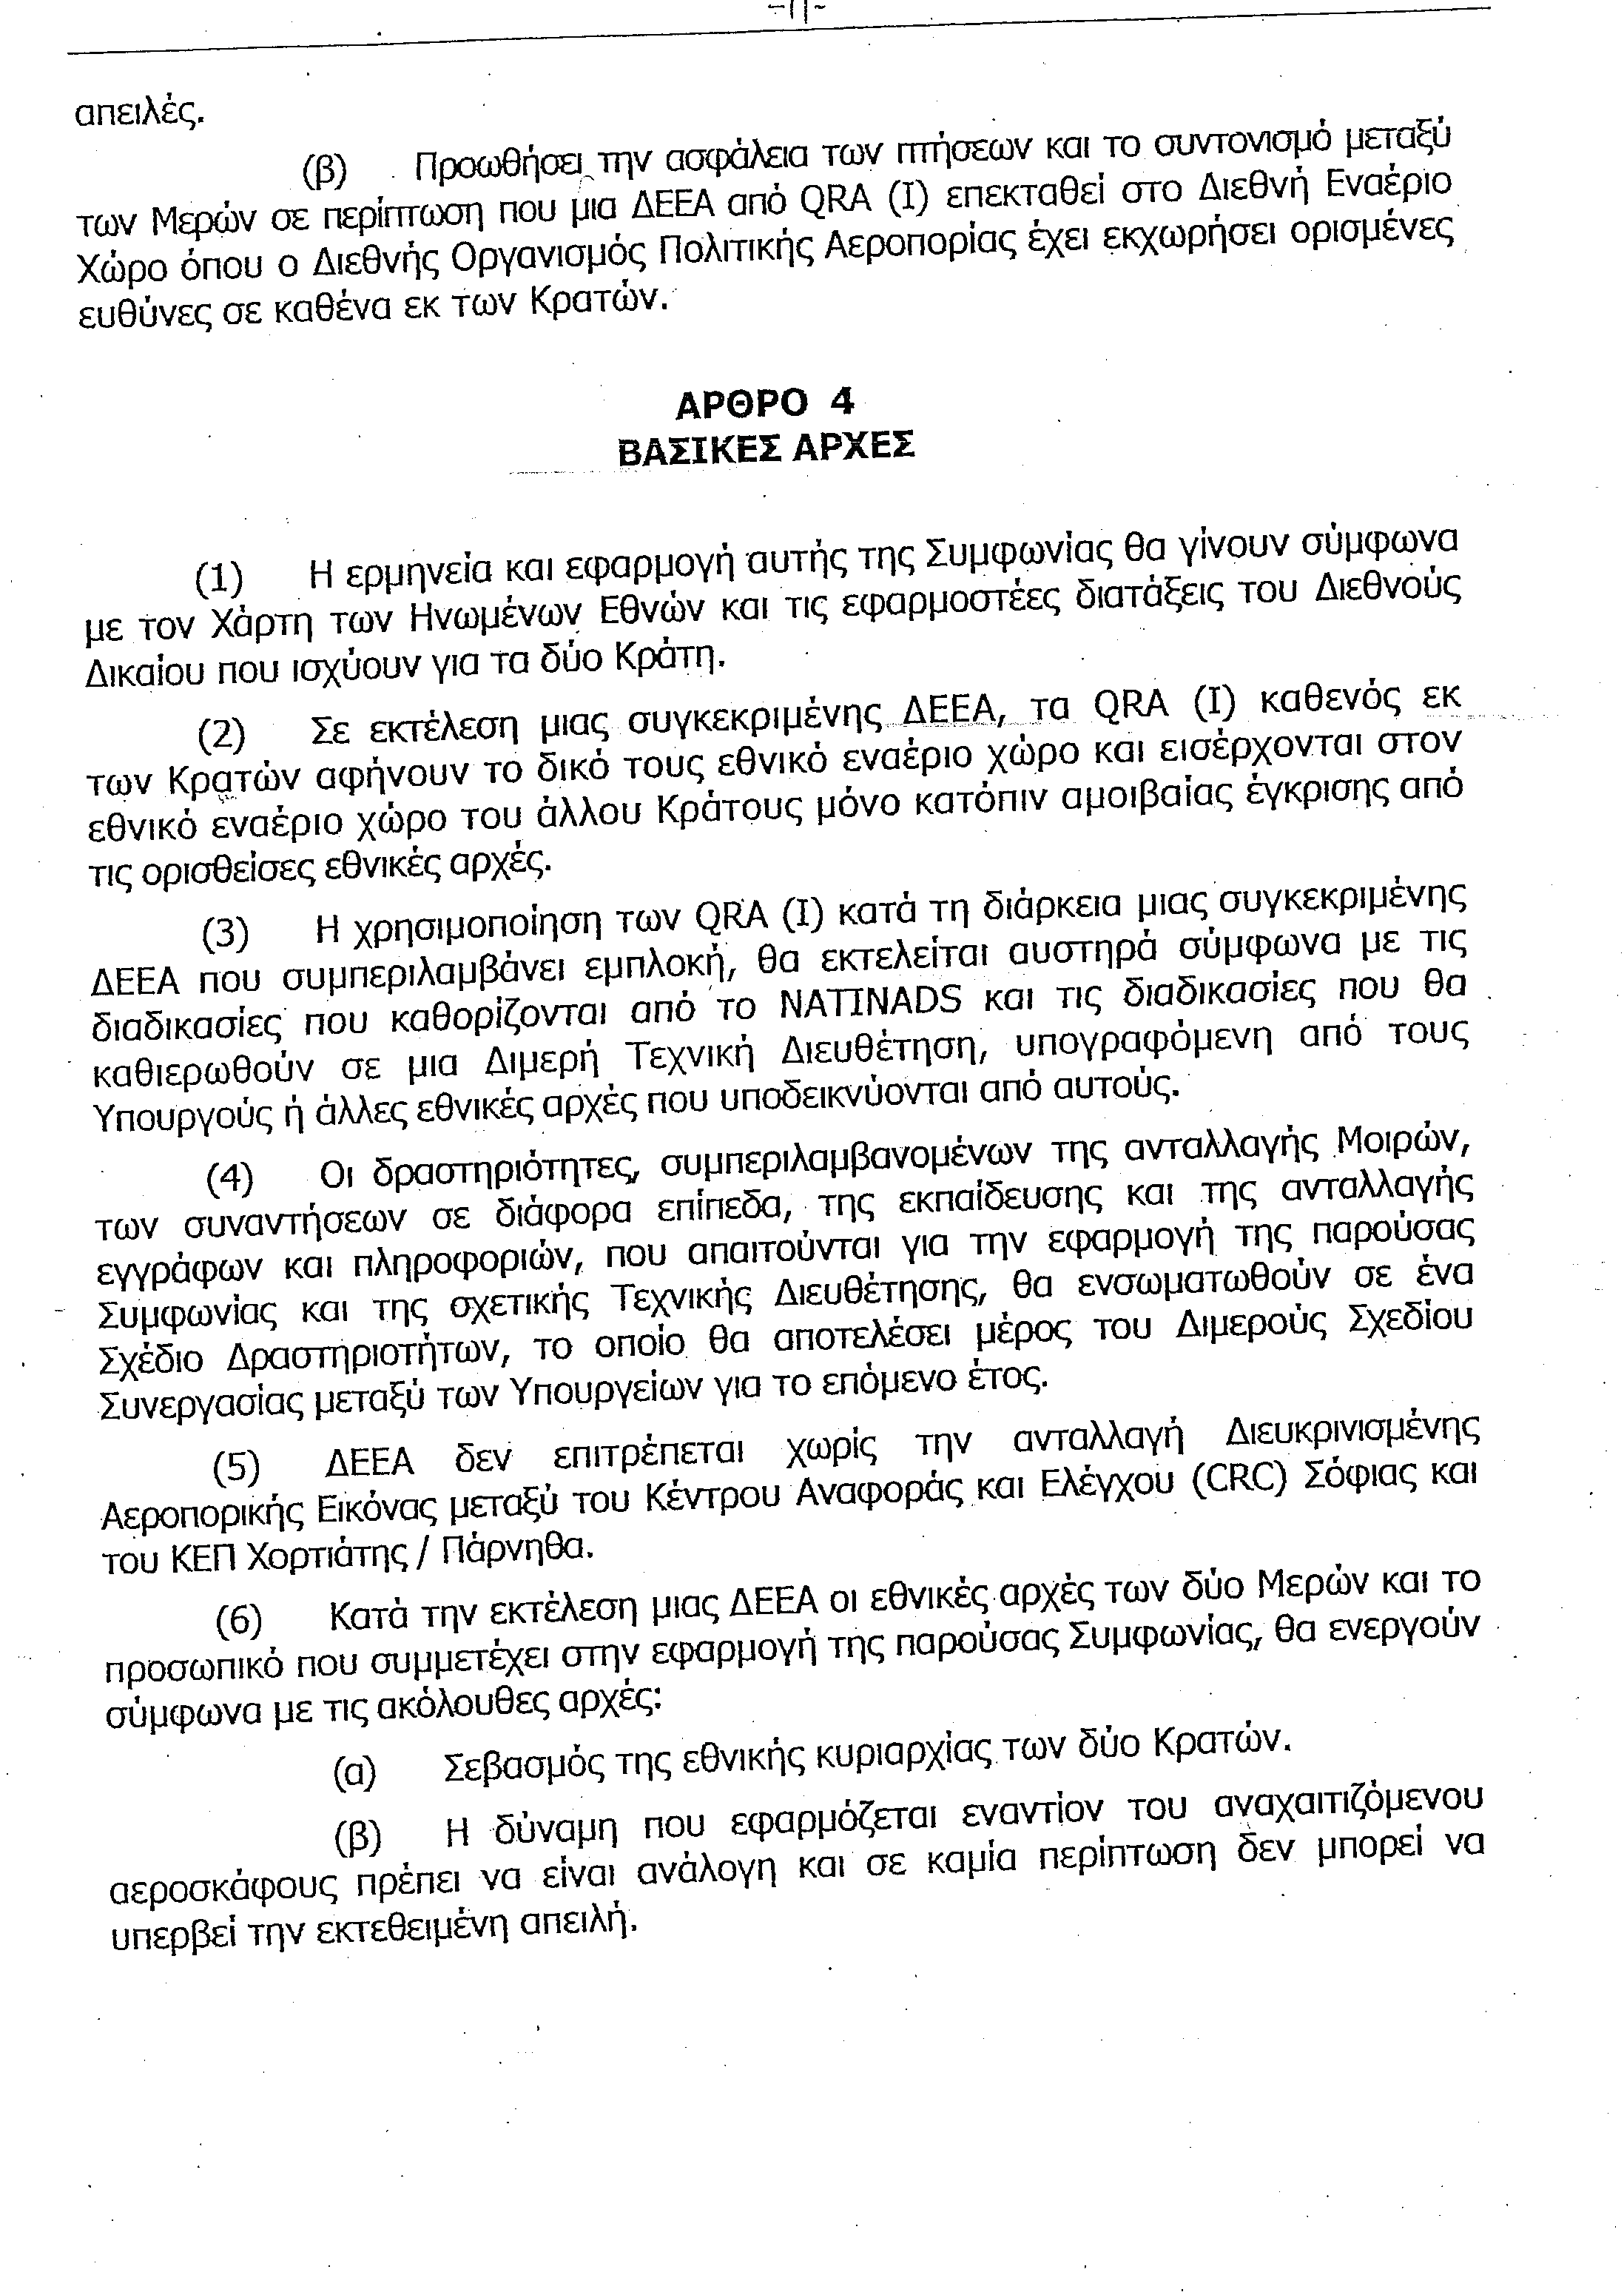 απειλές.
(β) Προωθήσει την ασφάλεια των πτήσεων και το συντονισμό μεταξύ
των Μερών σε περίπτωση που μια ΔΕΕΑ από QRA (I) επεκταθεί στο Διεθνή Εναέριο
Χώρο όπου ο Διεθνής Οργανισμός Πολιτικής Αεροπορίας έχει εκχωρήσει ορισμένες
ευθύνες σε καθένα εκ των Κρατών.
ΑΡΘΡΟ 4
ΒΑΣΙΚΕΣ ΑΡΧΕΣ
(1) Η ερμηνεία και εφαρμογή αυτής της Συμφωνίας θα γίνουν σύμφωνα
με τον Χάρτη των Ηνωμένων Εθνών και τις εφαρμοστέες διατάξεις του Διεθνούς
Δικαίου που ισχύουν για τα δύο Κράτη.
(2) Σε εκτέλεση μιας συγκεκριμένης ΔΕΕΑ, τα QRA (I) καθενός εκ
των Κρατών αφήνουν το δικό τους εθνικό εναέριο χώρο και εισέρχονται στον
εθνικό εναέριο χώρο του άλλου Κράτους μόνο κατόπιν αμοιβαίας έγκρισης από
τις ορισθείσες εθνικές αρχές.
(3) Η χρησιμοποίηση των QRA (I) κατά τη διάρκεια μιας συγκεκριμένης
ΔΕΕΑ που συμπεριλαμβάνει εμπλοκή, θα εκτελείται αυστηρά σύμφωνα με τις
διαδικασίες που καθορίζονται από το NATINADS και τις διαδικασίες που θα
καθιερωθούν σε μια Διμερή Τεχνική Διευθέτηση, υπογραφόμενη από τους
Υπουργούς ή άλλες εθνικές αρχές που υποδεικνύονται από αυτούς.
(4) Οι δραστηριότητες, συμπεριλαμβανομένων της ανταλλαγής Μοιρών,
των συναντήσεων σε διάφορα επίπεδα, της εκπαίδευσης και της ανταλλαγής
εγγράφων και πληροφοριών, που απαιτούνται για την εφαρμογή της παρούσας
Συμφωνίας και της σχετικής Τεχνικής Διευθέτησης, θα ενσωματωθούν σε ένα
Σχέδιο Δραστηριοτήτων, το οποίο θα αποτελέσει μέρος του Διμερούς Σχεδίου
Συνεργασίας μεταξύ των Υπουργείων για το επόμενο έτος.
(5) ΔΕΕΑ δεν επιτρέπεται χωρίς την ανταλλαγή Διευκρινισμένης
Αεροπορικής Εικόνας μεταξύ του Κέντρου Αναφοράς και Ελέγχου (CRC) Σόφιας και
του ΚΕΠ Χορτιάτης / Πάρνηθα.
(6) Κατά την εκτέλεση μιας ΔΕΕΑ οι εθνικές αρχές των δύο Μερών και το
προσωπικό που συμμετέχει στην εφαρμογή της παρούσας Συμφωνίας, θα ενεργούν
σύμφωνα με τις ακόλουθες αρχές:
(α) Σεβασμός της εθνικής κυριαρχίας των δύο Κρατών.
(β) Η δύναμη που εφαρμόζεται εναντίον του αναχαιτιζόμενου
αεροσκάφους πρέπει να είναι ανάλογη και σε καμία περίπτωση δεν μπορεί να
υπερβεί την εκτεθειμένη απειλή.